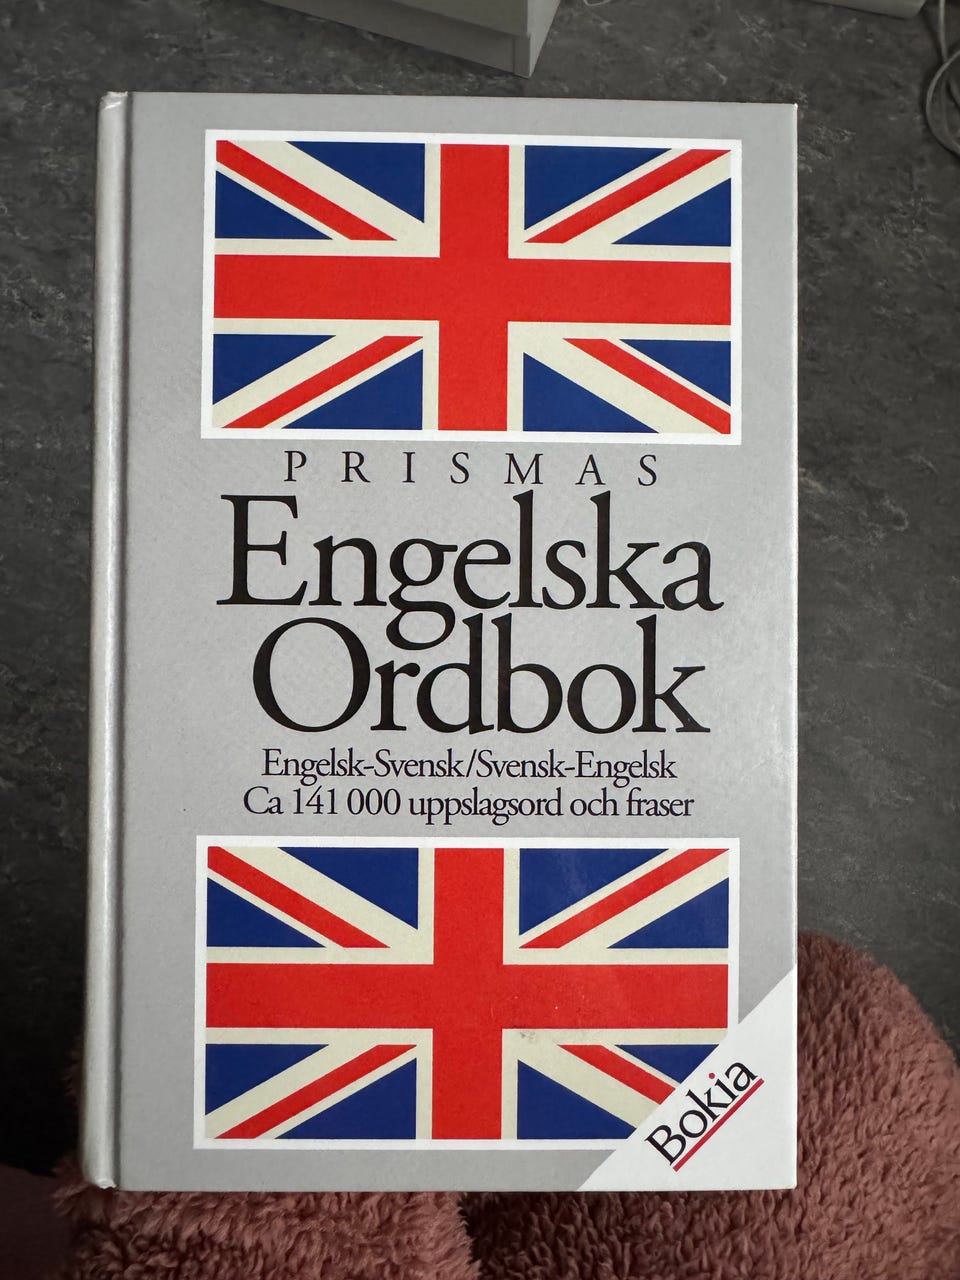 PRISMAS
Engelska
Ordbok
Engelsk-Svensk/Svensk-Engelsk
Ca 141 000 uppslagsord och fraser
Bokia